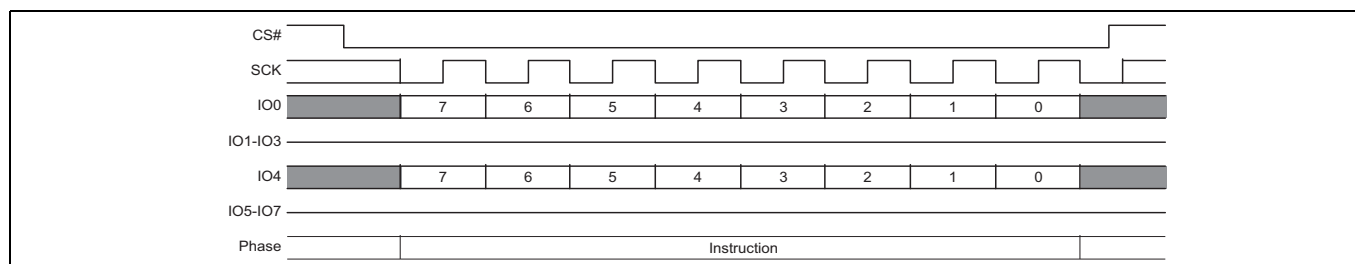 CS#
SCK
IO0 7 6 5 4 3 2 1 0
IO1-IO3
IO4 7 6 5 4 3 2 1 0
IO5-IO7
Phase Instruction